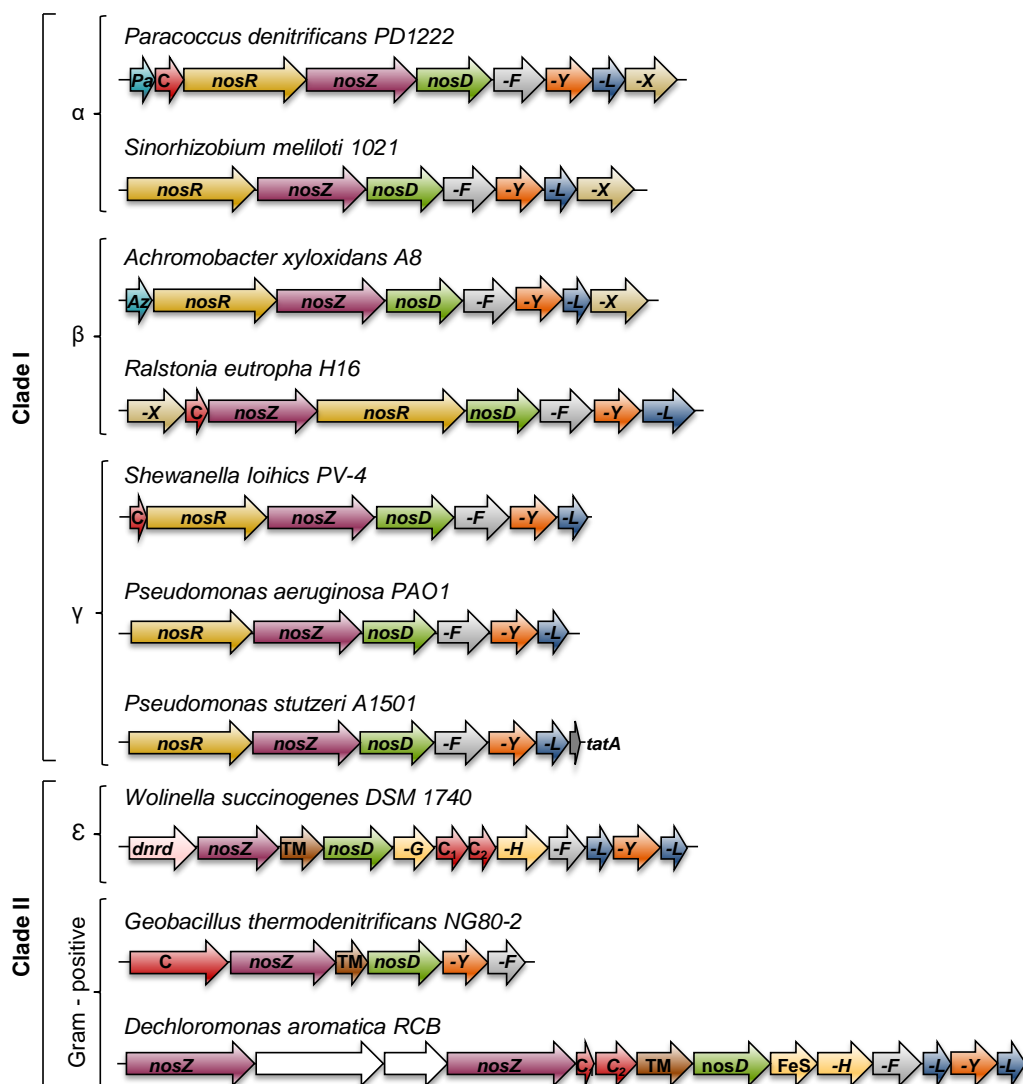 Clade I
α
Paracoccus denitrificans PD1222
Pa C nosR nosZ nosD -F -Y -L -X
Sinorhizobium meliloti 1021
nosR nosZ nosD -F -Y -L -X
β
Achromobacter xyloxidans A8
Az nosR nosZ nosD -F -Y -L -X
Ralstonia eutropha H16
-X C nosZ nosR nosD -F -Y -L
γ
Shewanella loihics PV-4
C nosR nosZ nosD -F -Y -L
Pseudomonas aeruginosa PAO1
nosR nosZ nosD -F -Y -L
Pseudomonas stutzeri A1501
nosR nosZ nosD -F -Y -L tatA
Clade II
ε
Wolinella succinogenes DSM 1740
dnrd nosZ TM nosD -G C₁ C₂ -H -F -L -Y -L
Gram - positive
Geobacillus thermodenitrificans NG80-2
C nosZ TM nosD -Y -F
Dechloromonas aromatica RCB
nosZ nosZ C C₂ TM nosD FeS -H -F -L -Y -L